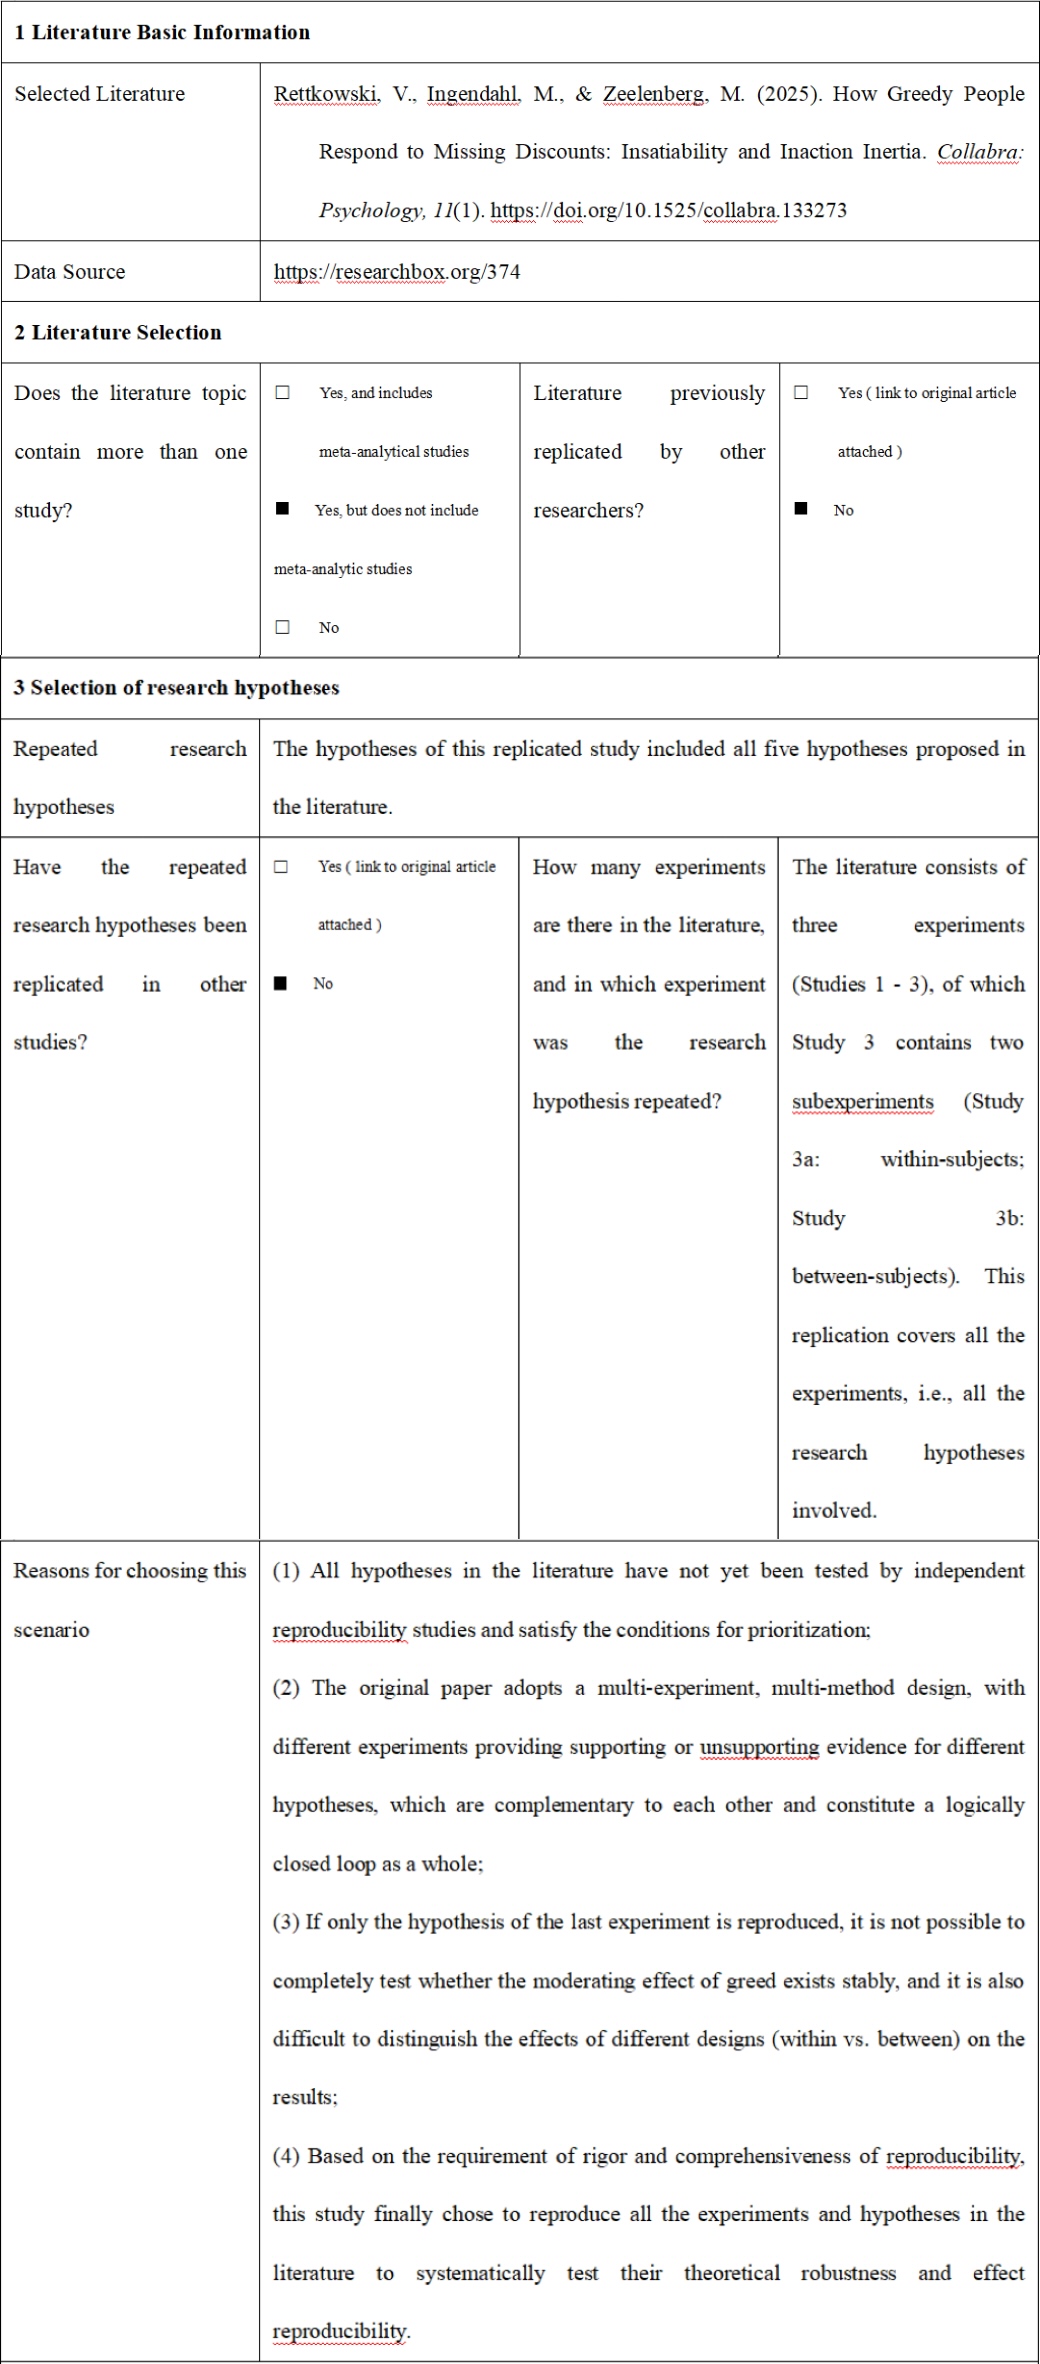 1 Literature Basic Information
Selected Literature
Rettkowski, V., Ingendahl, M., & Zeelenberg, M. (2025). How Greedy People
Respond to Missing Discounts: Insatiability and Inaction Inertia. Collabra:
Psychology, 11(1). https://doi.org/10.1525/collabra.133273
Data Source
https://researchbox.org/374
2 Literature Selection
Does the literature topic
contain more than one
study?
☐ Yes, and includes
meta-analytical studies
■ Yes, but does not include
meta-analytic studies
☐ No
Literature previously
replicated by other
researchers?
☐ Yes ( link to original article
attached )
■ No
3 Selection of research hypotheses
Repeated research
hypotheses
The hypotheses of this replicated study included all five hypotheses proposed in
the literature.
Have the repeated
research hypotheses been
replicated in other
studies?
☐ Yes ( link to original article
attached )
■ No
How many experiments
are there in the literature,
and in which experiment
was the research
hypothesis repeated?
The literature consists of
three experiments
(Studies 1 - 3), of which
Study 3 contains two
subexperiments (Study
3a: within-subjects;
Study 3b:
between-subjects). This
replication covers all the
experiments, i.e., all the
research hypotheses
involved.
Reasons for choosing this
scenario
(1) All hypotheses in the literature have not yet been tested by independent
reproducibility studies and satisfy the conditions for prioritization;
(2) The original paper adopts a multi-experiment, multi-method design, with
different experiments providing supporting or unsupporting evidence for different
hypotheses, which are complementary to each other and constitute a logically
closed loop as a whole;
(3) If only the hypothesis of the last experiment is reproduced, it is not possible to
completely test whether the moderating effect of greed exists stably, and it is also
difficult to distinguish the effects of different designs (within vs. between) on the
results;
(4) Based on the requirement of rigor and comprehensiveness of reproducibility,
this study finally chose to reproduce all the experiments and hypotheses in the
literature to systematically test their theoretical robustness and effect
reproducibility.